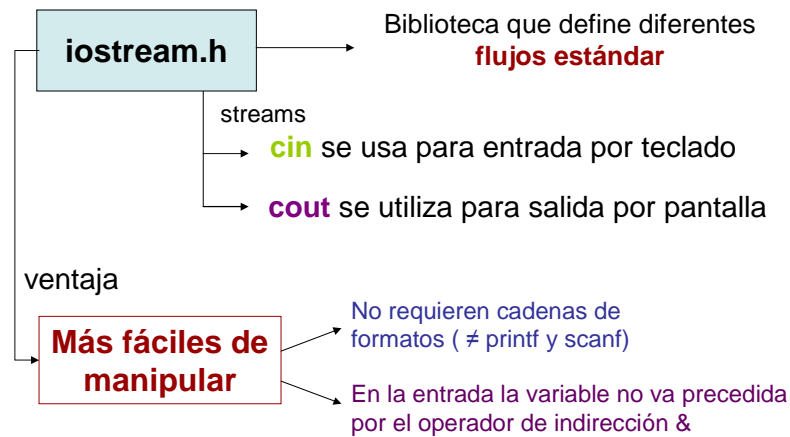 iostream.h
Biblioteca que define diferentes
flujos estándar
streams
cin se usa para entrada por teclado
cout se utiliza para salida por pantalla
ventaja
Más fáciles de
manipular
No requieren cadenas de
formatos ( ≠ printf y scanf)
En la entrada la variable no va precedida
por el operador de indirección &